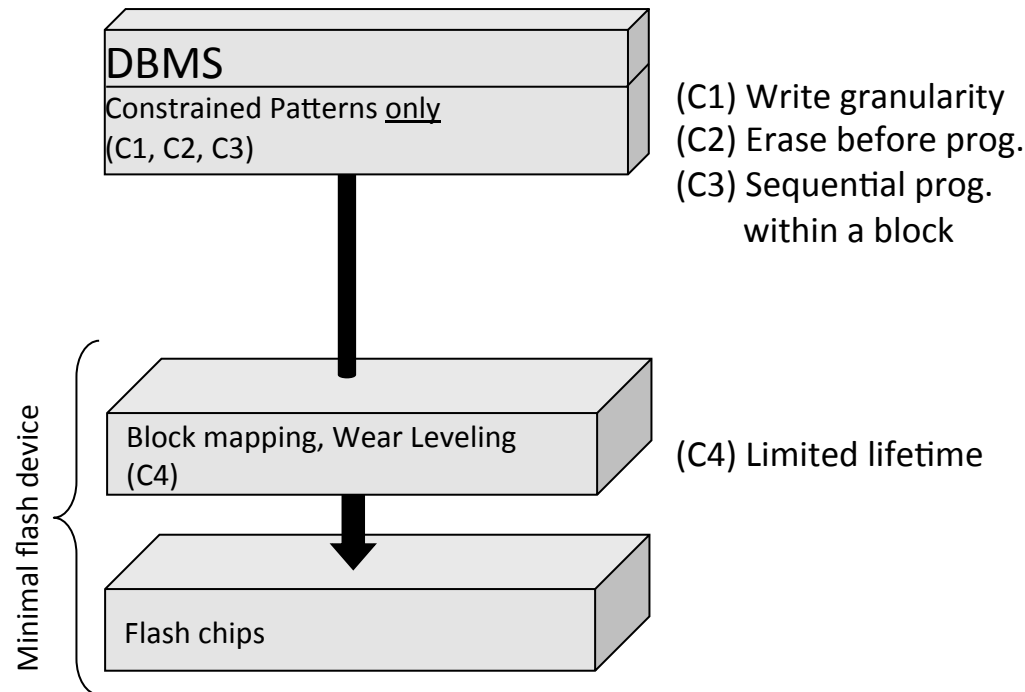 DBMS
Constrained Patterns only
(C1, C2, C3)
(C1) Write granularity
(C2) Erase before prog.
(C3) Sequential prog.
within a block
Minimal flash device
Block mapping, Wear Leveling
(C4)
(C4) Limited lifetime
Flash chips